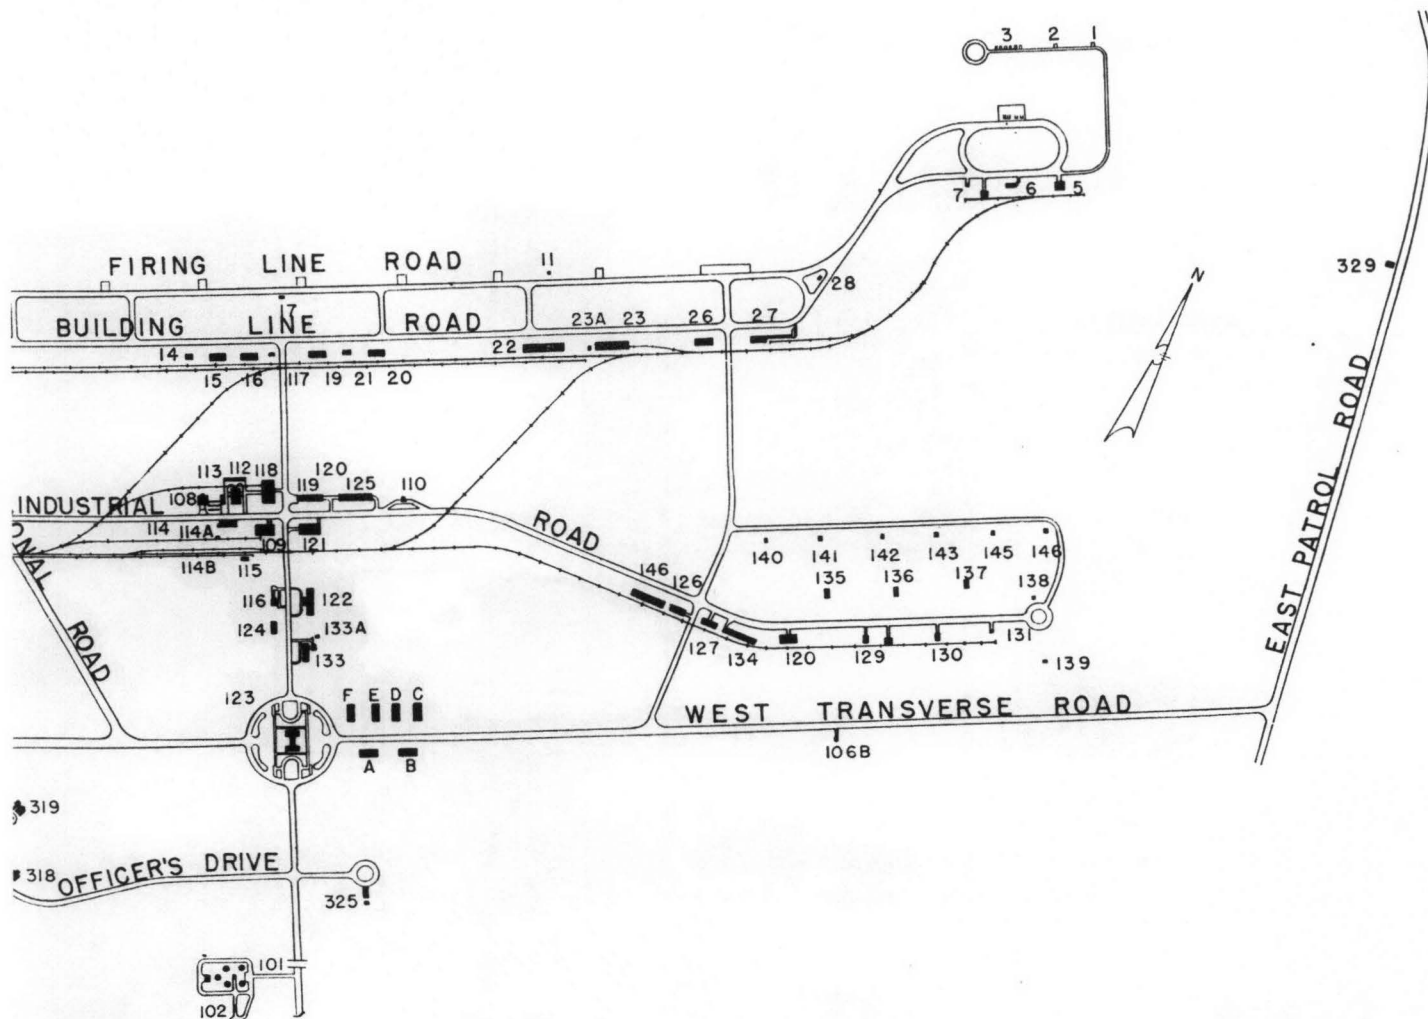 3 2 1
7 6 5
FIRING LINE ROAD 11
28
329
17
BUILDING LINE ROAD
23A 23 26 27
14 22
15 16 117 19 21 20
N
EAST PATROL ROAD
113 112 118 120
108 119 125 110
INDUSTRIAL ROAD
114 114A 109 121
114B 115
ONAL ROAD
140 141 142 143 145 146
135 136 137 138
146 126
116 122
124 133A
133
127 134 120 129 130 131
139
123 F E D C
WEST TRANSVERSE ROAD
A B 106B
319
318
OFFICER'S DRIVE
325
101
102